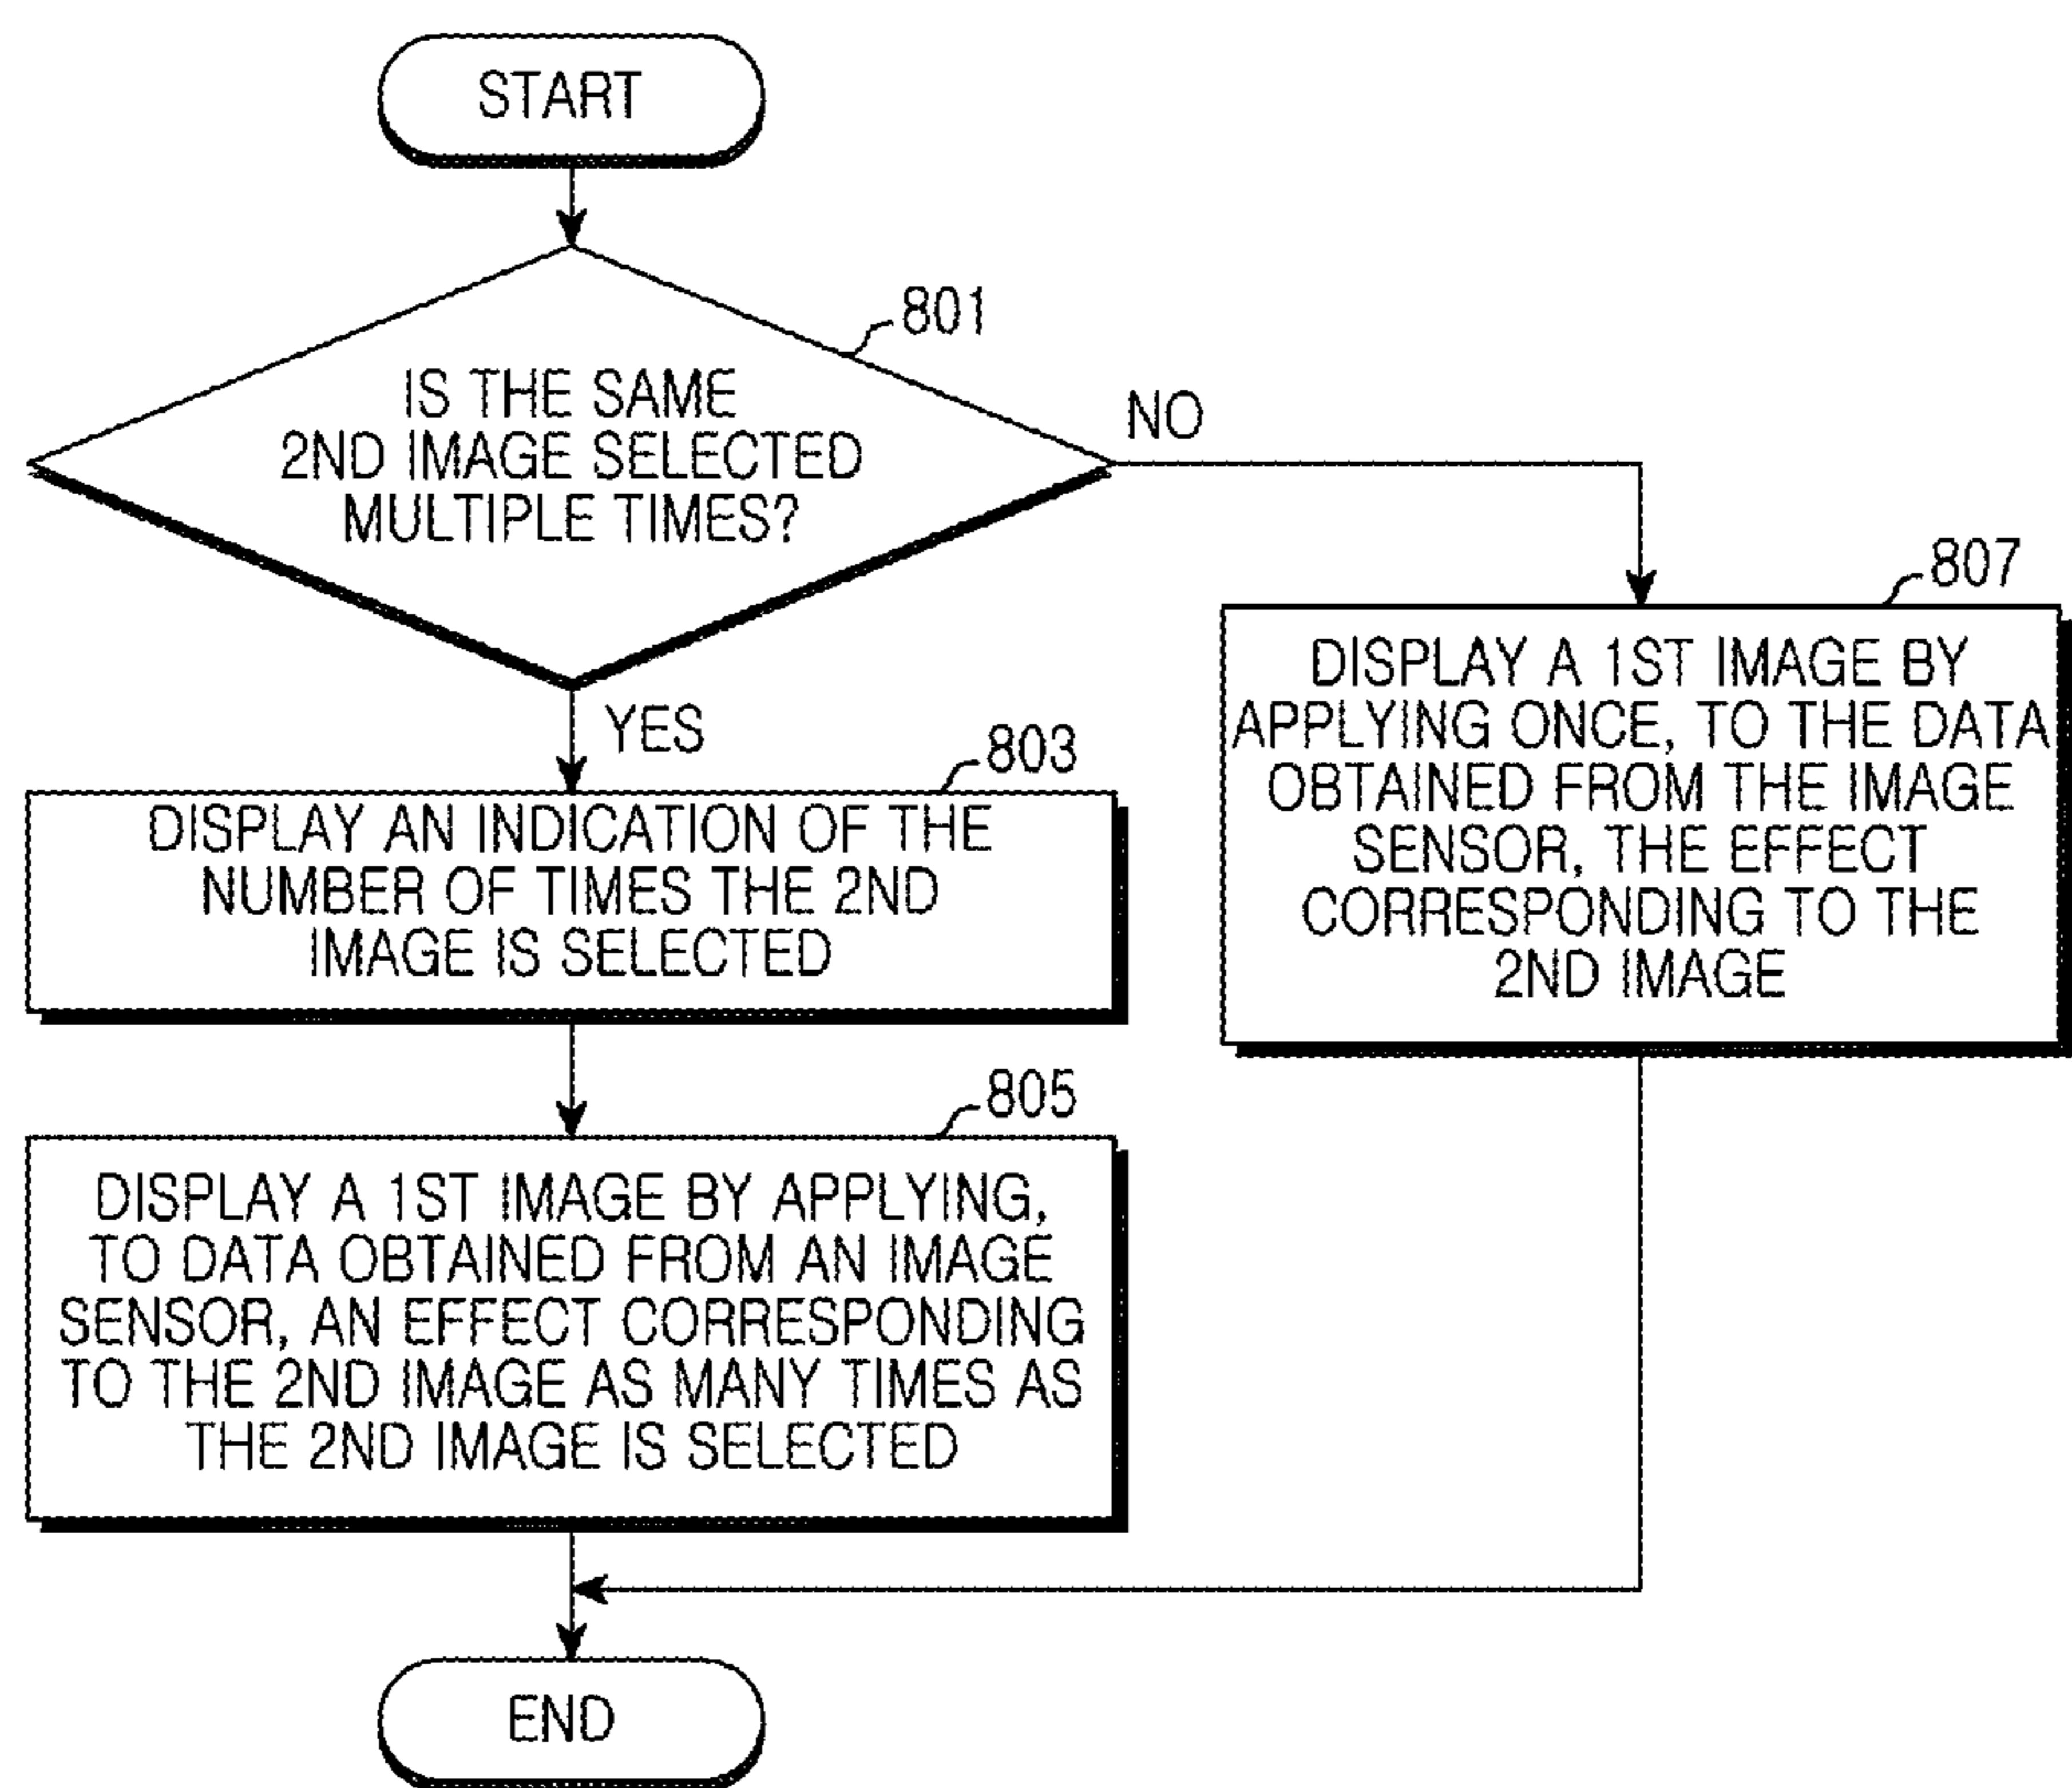 START
801
IS THE SAME
2ND IMAGE SELECTED
MULTIPLE TIMES?
NO
YES
803
DISPLAY AN INDICATION OF THE
NUMBER OF TIMES THE 2ND
IMAGE IS SELECTED
807
DISPLAY A 1ST IMAGE BY
APPLYING ONCE, TO THE DATA
OBTAINED FROM THE IMAGE
SENSOR, THE EFFECT
CORRESPONDING TO THE
2ND IMAGE
805
DISPLAY A 1ST IMAGE BY APPLYING,
TO DATA OBTAINED FROM AN IMAGE
SENSOR, AN EFFECT CORRESPONDING
TO THE 2ND IMAGE AS MANY TIMES AS
THE 2ND IMAGE IS SELECTED
END